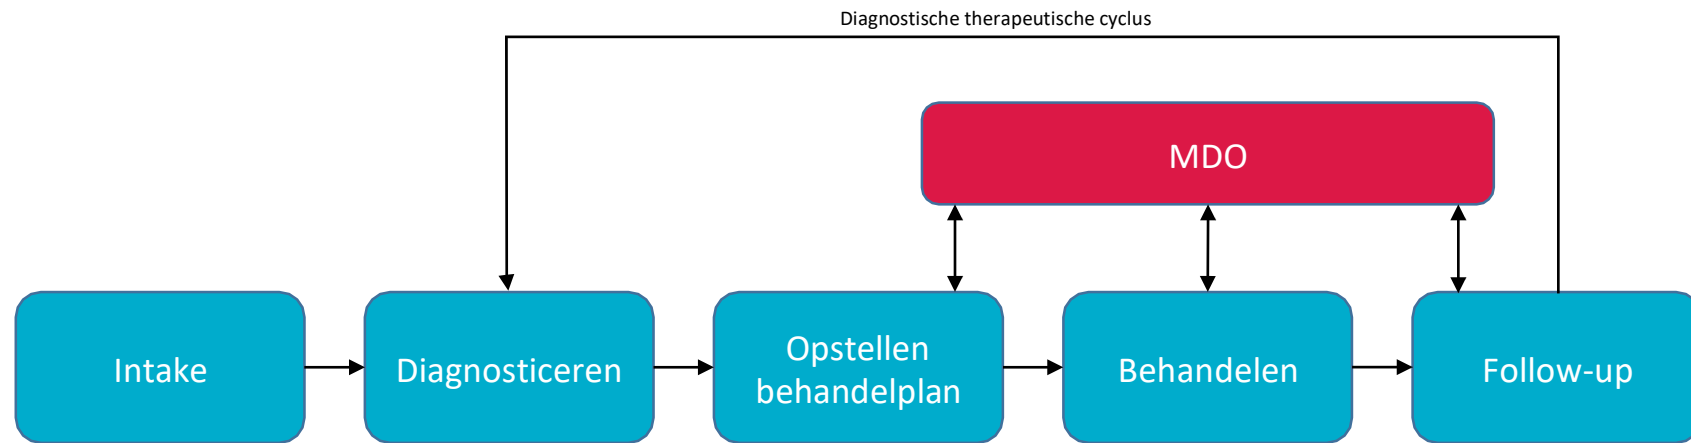 Diagnostische therapeutische cyclus
MDO
Intake
Diagnosticeren
Opstellen
behandelplan
Behandelen
Follow-up